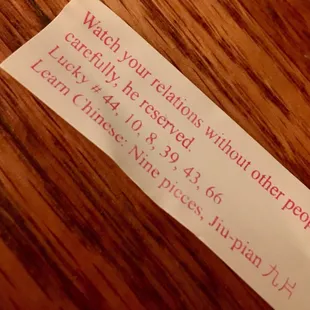 Watch your relations without other peop
carefully, he reserved.
Lucky # 44, 10, 8, 39, 43, 66
Learn Chinese: Nine pieces, Jiu-pian 九片